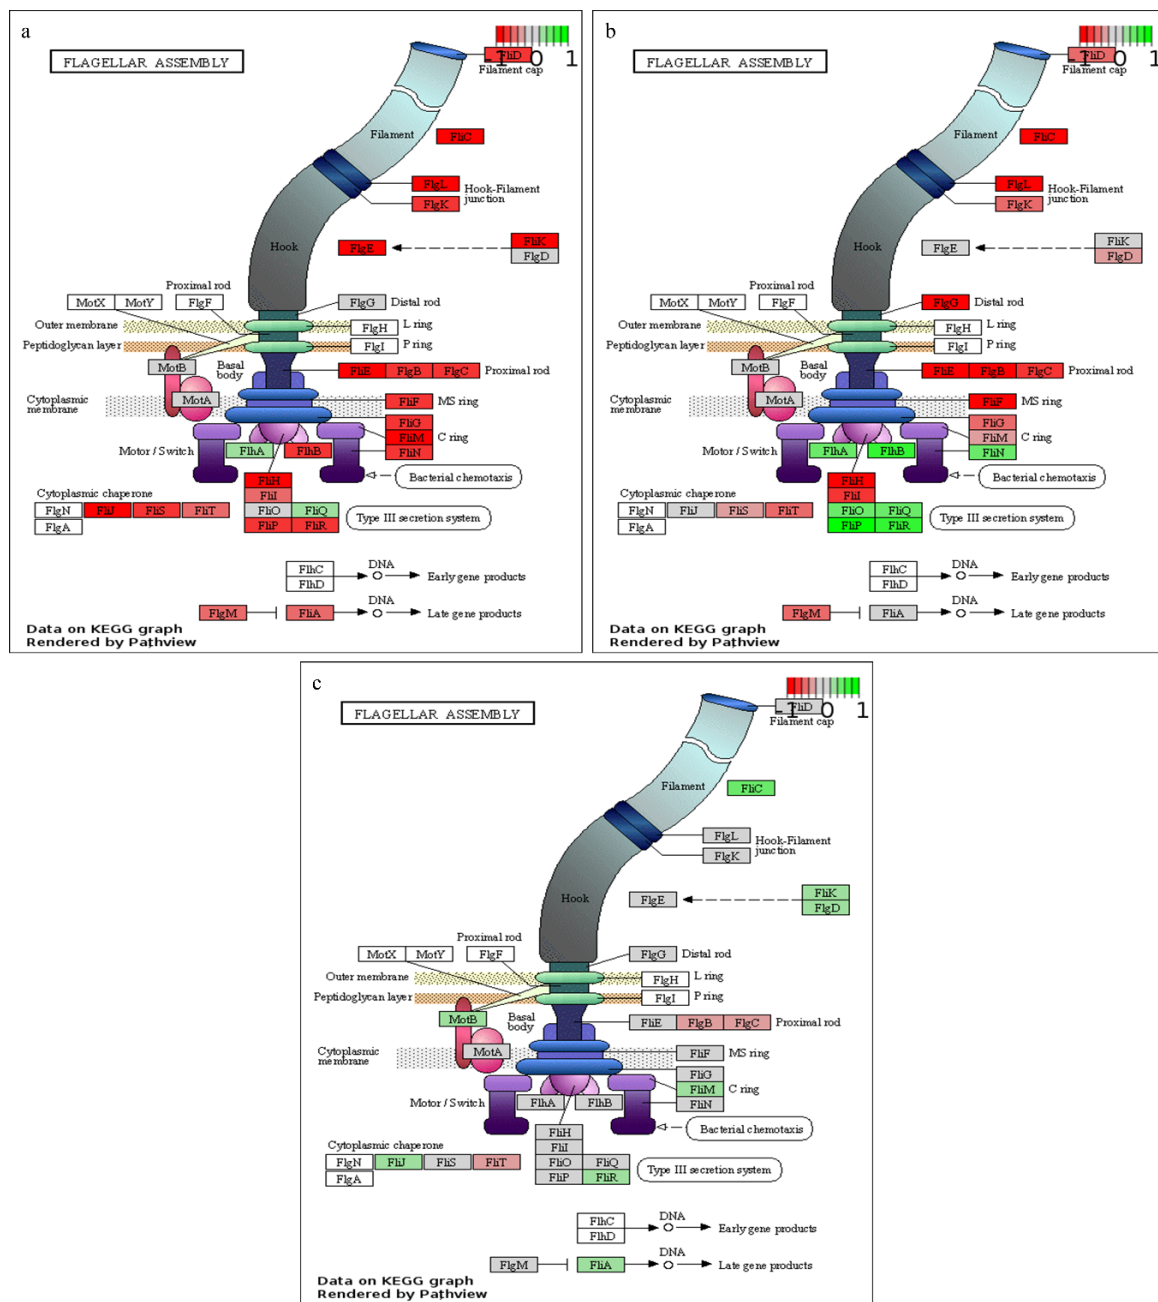 a
FLAGELLAR ASSEMBLY
-1 0 1
FliD
Filament cap
Filament
FliC
FlgL
FlgK
Hook-Filament
junction
Hook
FlgE
FliK
FlgD
Proximal rod
MotX MotY FlgF
FlgG Distal rod
Outer membrane
FlgH L ring
Peptidoglycan layer
FlgI P ring
MotB
Basal
body
FliE FlgB FlgC Proximal rod
Cytoplasmic
membrane
MotA
FliF MS ring
FliG
FliM C ring
FliN
Motor / Switch
FlhA FlhB
Bacterial chemotaxis
FliH
FliI
FliO FliQ
FliP FliR
Type III secretion system
Cytoplasmic chaperone
FlgN FliJ FliS FliT
FlgA
FlhC
FlhD
DNA
Early gene products
FlgM FliA
DNA
Late gene products
Data on KEGG graph
Rendered by Pathview
b
FLAGELLAR ASSEMBLY
-1 0 1
FliD
Filament cap
Filament
FliC
FlgL
FlgK
Hook-Filament
junction
Hook
FlgE
FliK
FlgD
Proximal rod
MotX MotY FlgF
FlgG Distal rod
Outer membrane
FlgH L ring
Peptidoglycan layer
FlgI P ring
MotB
Basal
body
FliE FlgB FlgC Proximal rod
Cytoplasmic
membrane
MotA
FliF MS ring
FliG
FliM C ring
FliN
Motor / Switch
FlhA FlhB
Bacterial chemotaxis
FliH
FliI
FliO FliQ
FliP FliR
Type III secretion system
Cytoplasmic chaperone
FlgN FliJ FliS FliT
FlgA
FlhC
FlhD
DNA
Early gene products
FlgM FliA
DNA
Late gene products
Data on KEGG graph
Rendered by Pathview
c
FLAGELLAR ASSEMBLY
-1 0 1
FliD
Filament cap
Filament
FliC
FlgL
FlgK
Hook-Filament
junction
Hook
FlgE
FliK
FlgD
Proximal rod
MotX MotY FlgF
FlgG Distal rod
Outer membrane
FlgH L ring
Peptidoglycan layer
FlgI P ring
MotB
Basal
body
FliE FlgB FlgC Proximal rod
Cytoplasmic
membrane
MotA
FliF MS ring
FliG
FliM C ring
FliN
Motor / Switch
FlhA FlhB
Bacterial chemotaxis
FliH
FliI
FliO FliQ
FliP FliR
Type III secretion system
Cytoplasmic chaperone
FlgN FliJ FliS FliT
FlgA
FlhC
FlhD
DNA
Early gene products
FlgM FliA
DNA
Late gene products
Data on KEGG graph
Rendered by Pathview